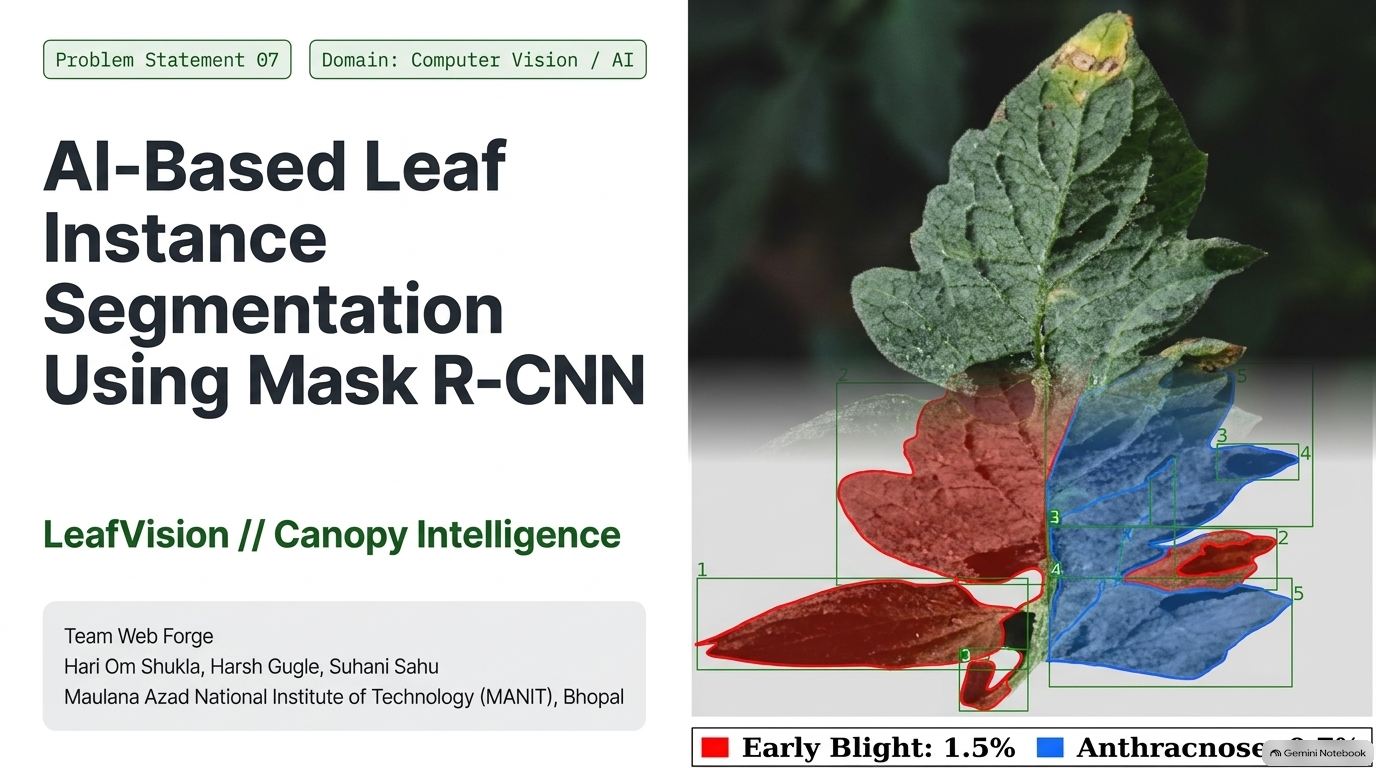 Problem Statement 07
Domain: Computer Vision / AI
AI-Based Leaf
Instance
Segmentation
Using Mask R-CNN
LeafVision // Canopy Intelligence
Team Web Forge
Hari Om Shukla, Harsh Gugle, Suhani Sahu
Maulana Azad National Institute of Technology (MANIT), Bhopal
2
5
3
4
3
2
4
1
5
Early Blight: 1.5%
Anthracnose
Gemini Notebook